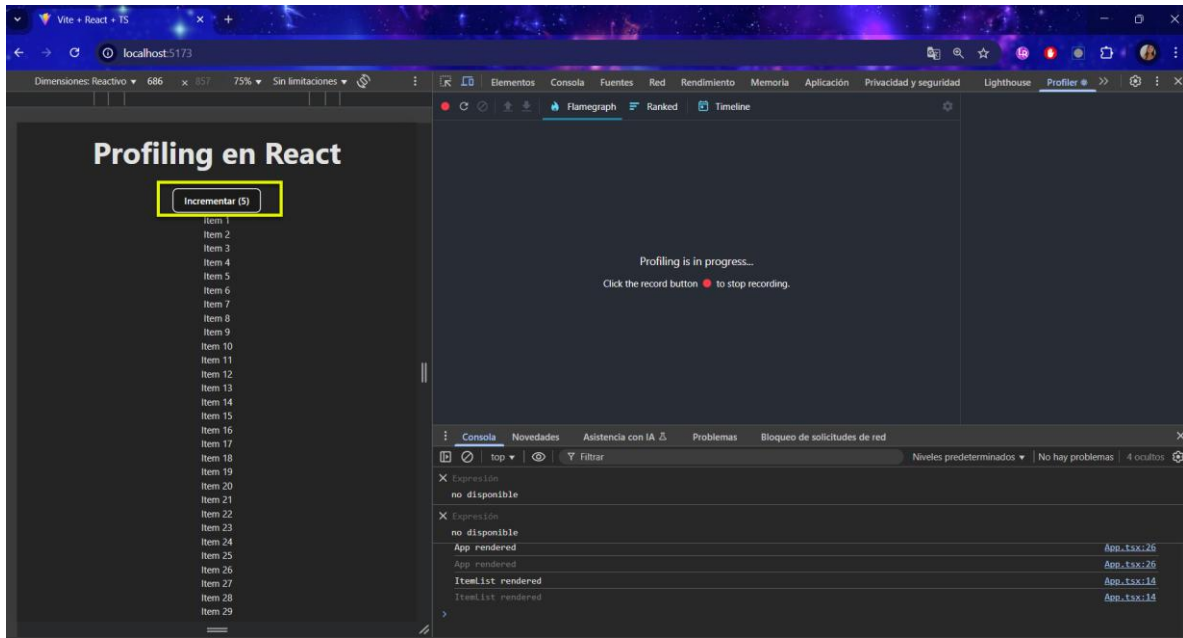 Vite + React + TS
localhost:5173
Dimensiones: Reactivo ▼ 686 × 857 75% ▼ Sin limitaciones ▼
Elementos Consola Fuentes Red Rendimiento Memoria Aplicación Privacidad y seguridad Lighthouse Profiler
Flamegraph Ranked Timeline
Profiling en React
Incrementar (5)
Item 1
Item 2
Item 3
Item 4
Item 5
Item 6
Item 7
Item 8
Item 9
Item 10
Item 11
Item 12
Item 13
Item 14
Item 15
Item 16
Item 17
Item 18
Item 19
Item 20
Item 21
Item 22
Item 23
Item 24
Item 25
Item 26
Item 27
Item 28
Item 29
Profiling is in progress...
Click the record button to stop recording.
Consola Novedades Asistencia con IA Problemas Bloqueo de solicitudes de red
top ▼ Filtrar Niveles predeterminados ▼ No hay problemas 4 ocultos
Expresión
no disponible
Expresión
no disponible
App rendered App.tsx:26
App rendered App.tsx:26
ItemList rendered App.tsx:14
ItemList rendered App.tsx:14